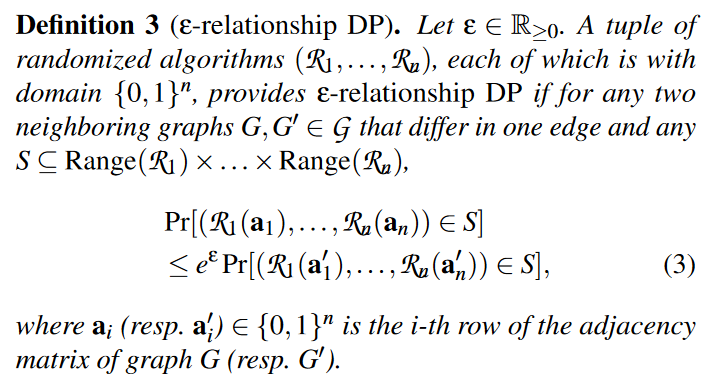 Definition 3 (ε-relationship DP). Let ε ∈ ℝ≥0. A tuple of
randomized algorithms (ℛ₁,…,ℛₙ), each of which is with
domain {0,1}ⁿ, provides ε-relationship DP if for any two
neighboring graphs G,G′ ∈ 𝒢 that differ in one edge and any
S ⊆ Range(ℛ₁) × … × Range(ℛₙ),
Pr[(ℛ₁(a₁),…,ℛₙ(aₙ)) ∈ S]
≤ e^ε Pr[(ℛ₁(a′₁),…,ℛₙ(a′ₙ)) ∈ S], (3)
where aᵢ (resp. a′ᵢ) ∈ {0,1}ⁿ is the i-th row of the adjacency
matrix of graph G (resp. G′).